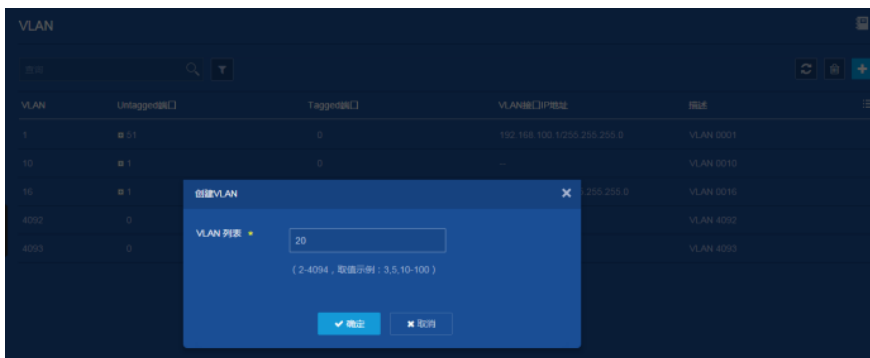 VLAN
查询
VLAN Untagged端口 Tagged端口 VLAN接口IP地址 描述
1 51 0 192.168.100.1/255.255.255.0 VLAN 0001
10 1 0 -- VLAN 0010
16 1 .255.255.0 VLAN 0016
4092 0 VLAN 4092
4093 0 VLAN 4093
创建VLAN
VLAN 列表 *
20
( 2-4094 , 取值示例 : 3,5,10-100 )
确定 取消